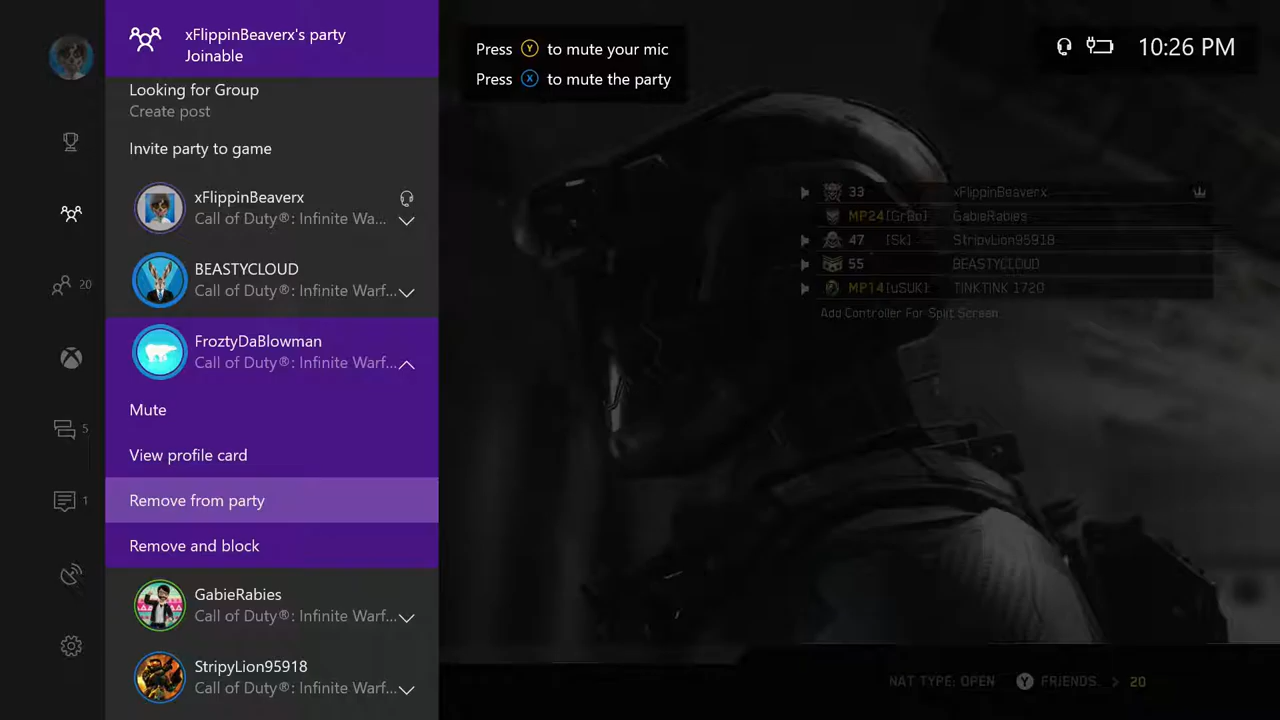 xFlippinBeaverx's party
Joinable
Looking for Group
Create post
Invite party to game
xFlippinBeaverx
Call of Duty®: Infinite Wa...
BEASTYCLOUD
Call of Duty®: Infinite Warf...
FroztyDaBlowman
Call of Duty®: Infinite Warf...
Mute
View profile card
Remove from party
Remove and block
GabieRabies
Call of Duty®: Infinite Warf...
StripyLion95918
Call of Duty®: Infinite Warf...
20
5
1
Press Y to mute your mic
Press X to mute the party
10:26 PM
33 xFlippinBeaverx
MP24 [GrBo] GabieRabies
47 [Sk] StripyLion95918
55 BEASTYCLOUD
MP14 [uSUK] TiNKTiNK 1720
Add Controller For Split Screen
NAT TYPE: OPEN Y FRIENDS > 20